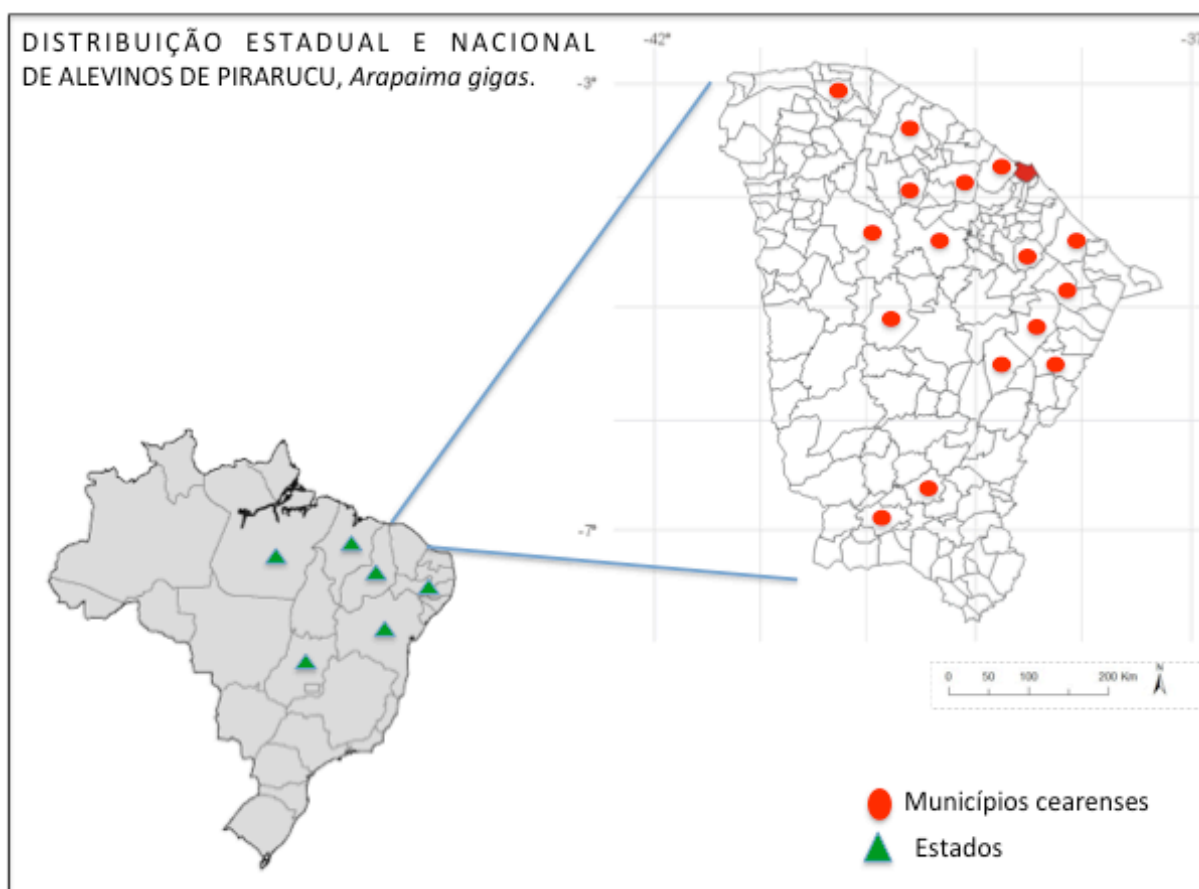 DISTRIBUIÇÃO ESTADUAL E NACIONAL
DE ALEVINOS DE PIRARUCU, Arapaima gigas.
-42°
-37
-3°
-7°
0 50 100 200 Km
N
Municípios cearenses
Estados